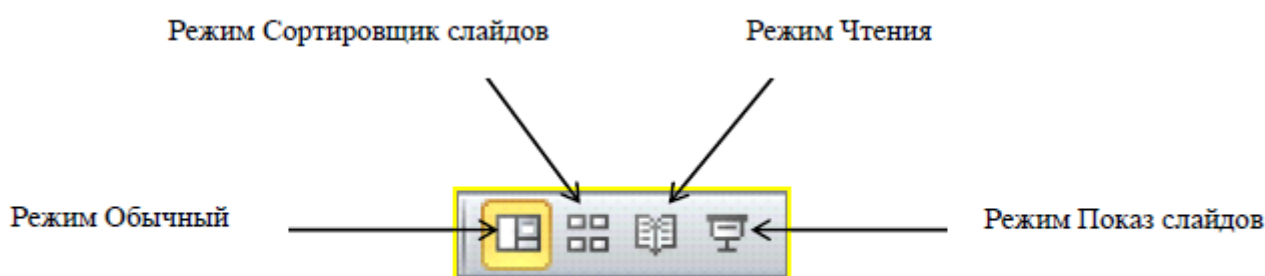 Режим Сортировщик слайдов
Режим Чтения
Режим Обычный
Режим Показ слайдов